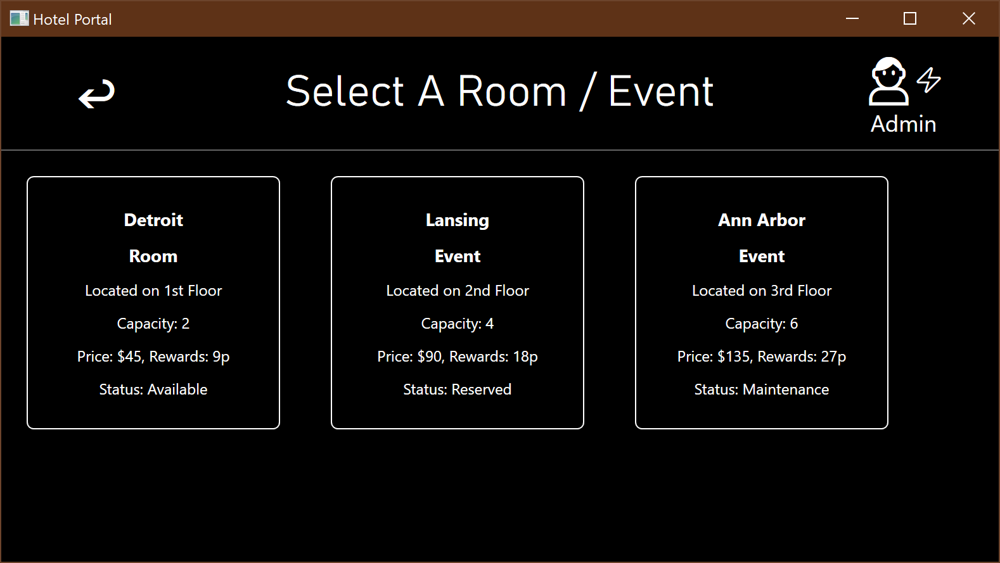 Hotel Portal
Select A Room / Event
Admin
Detroit
Room
Located on 1st Floor
Capacity: 2
Price: $45, Rewards: 9p
Status: Available
Lansing
Event
Located on 2nd Floor
Capacity: 4
Price: $90, Rewards: 18p
Status: Reserved
Ann Arbor
Event
Located on 3rd Floor
Capacity: 6
Price: $135, Rewards: 27p
Status: Maintenance